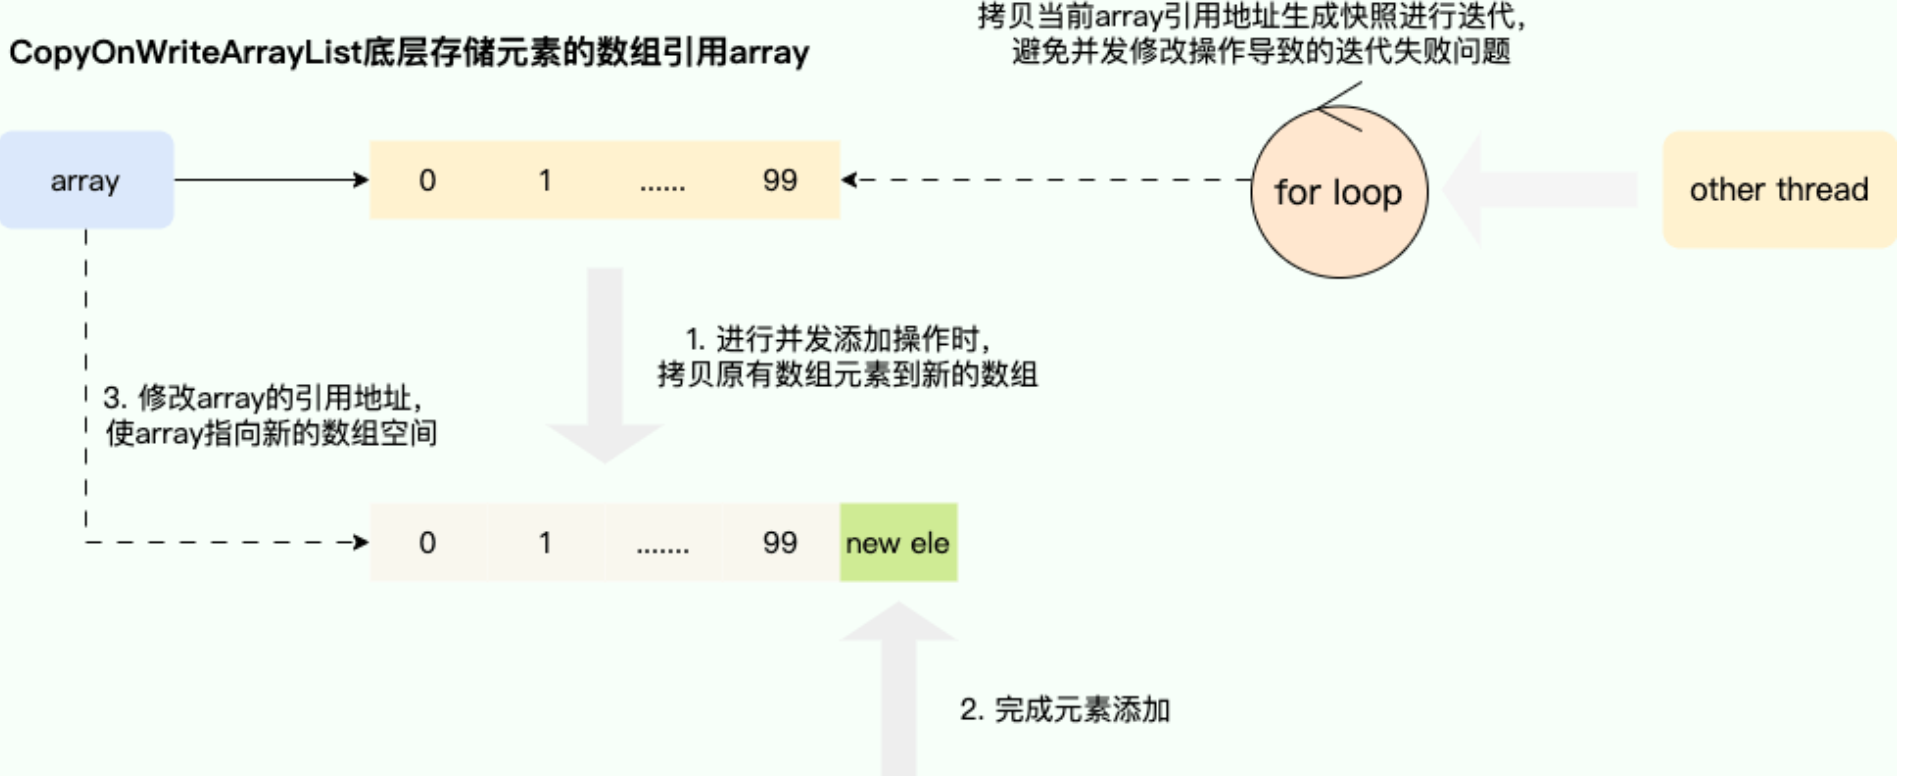 拷贝当前array引用地址生成快照进行迭代，
避免并发修改操作导致的迭代失败问题
CopyOnWriteArrayList底层存储元素的数组引用array
array
0 1 ...... 99
for loop
other thread
1. 进行并发添加操作时，
拷贝原有数组元素到新的数组
3. 修改array的引用地址，
使array指向新的数组空间
0 1 ....... 99 new ele
2. 完成元素添加